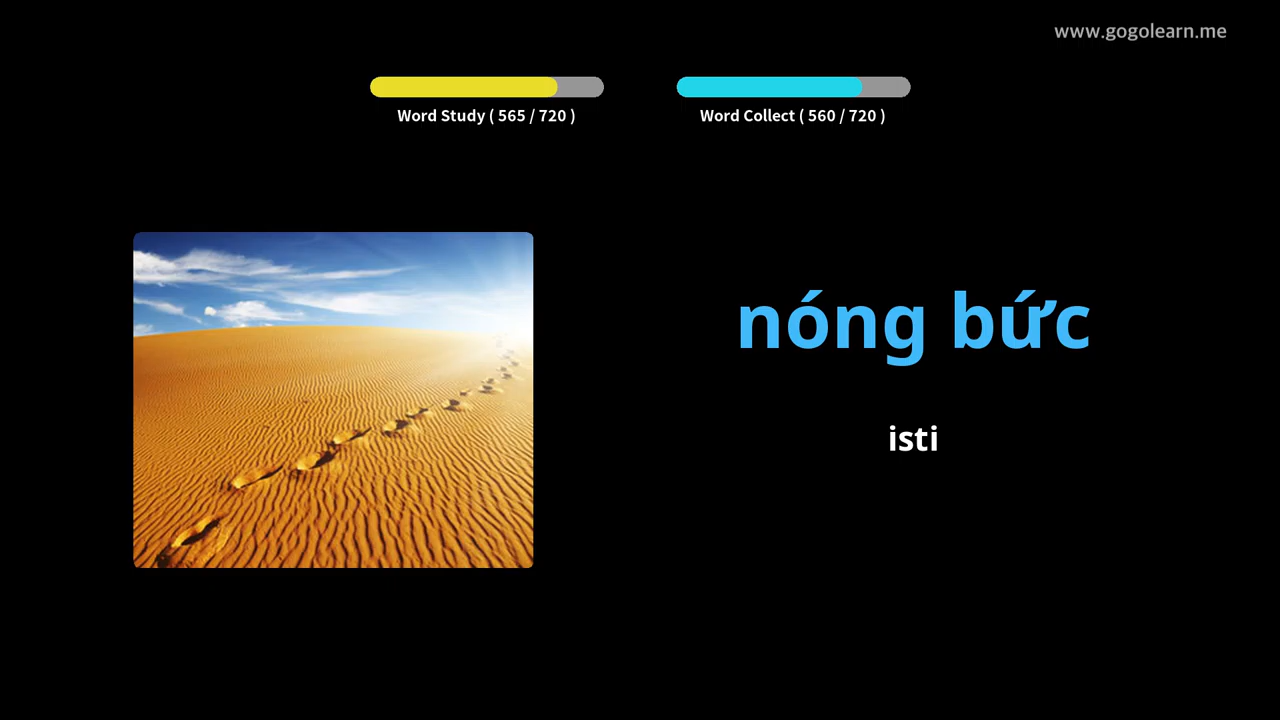 www.gogolearn.me
Word Study ( 565 / 720 )
Word Collect ( 560 / 720 )
nóng bức
isti